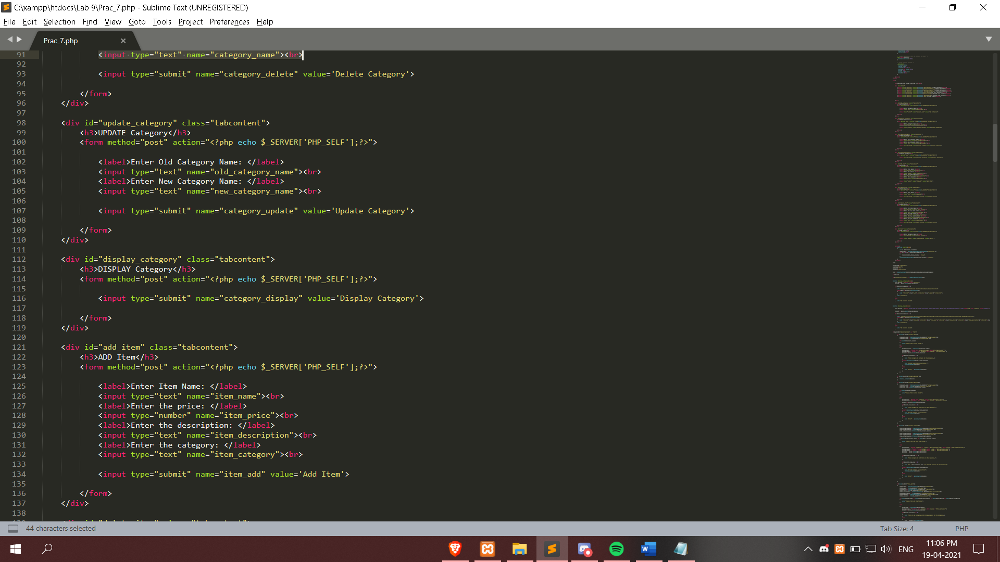 C:\xampp\htdocs\Lab 9\Prac_7.php - Sublime Text (UNREGISTERED)
File Edit Selection Find View Goto Tools Project Preferences Help
Prac_7.php
91 <input type="text" name="category_name"><br>
92
93 <input type="submit" name="category_delete" value='Delete Category'>
94
95 </form>
96 </div>
97
98 <div id="update_category" class="tabcontent">
99 <h3>UPDATE Category</h3>
100 <form method="post" action="<?php echo $_SERVER['PHP_SELF'];?>">
101
102 <label>Enter Old Category Name: </label>
103 <input type="text" name="old_category_name"><br>
104 <label>Enter New Category Name: </label>
105 <input type="text" name="new_category_name"><br>
106
107 <input type="submit" name="category_update" value='Update Category'>
108
109 </form>
110 </div>
111
112 <div id="display_category" class="tabcontent">
113 <h3>DISPLAY Category</h3>
114 <form method="post" action="<?php echo $_SERVER['PHP_SELF'];?>">
115
116 <input type="submit" name="category_display" value='Display Category'>
117
118 </form>
119 </div>
120
121 <div id="add_item" class="tabcontent">
122 <h3>ADD Item</h3>
123 <form method="post" action="<?php echo $_SERVER['PHP_SELF'];?>">
124
125 <label>Enter Item Name: </label>
126 <input type="text" name="item_name"><br>
127 <label>Enter the price: </label>
128 <input type="number" name="item_price"><br>
129 <label>Enter the description: </label>
130 <input type="text" name="item_description"><br>
131 <label>Enter the category: </label>
132 <input type="text" name="item_category"><br>
133
134 <input type="submit" name="item_add" value='Add Item'>
135
136 </form>
137 </div>
138
44 characters selected
Tab Size: 4
PHP
ENG
11:06 PM
19-04-2021